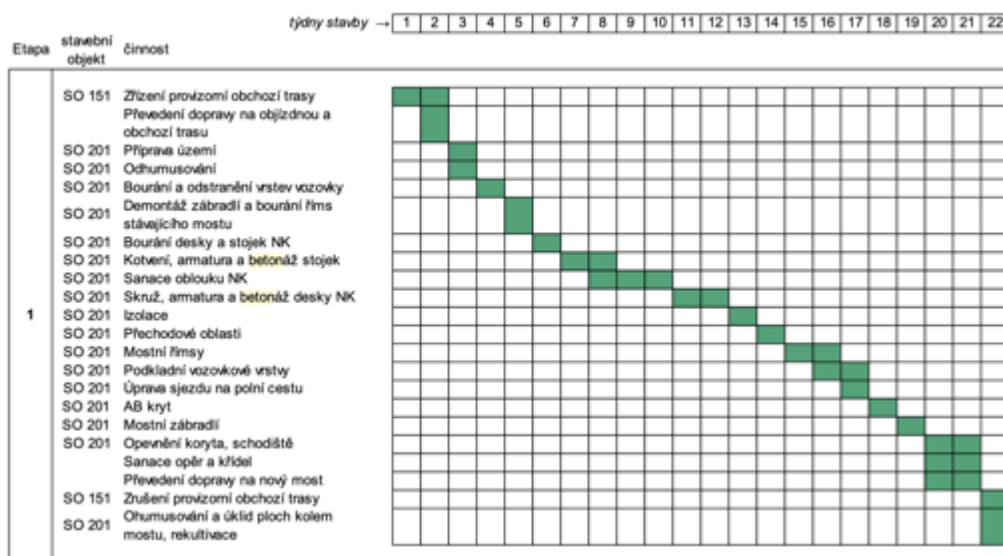 týdny stavby → 1 2 3 4 5 6 7 8 9 10 11 12 13 14 15 16 17 18 19 20 21 22
Etapa stavební objekt činnost
SO 151 Zřízení provizorní obchozí trasy
Převedení dopravy na objízdnou a
obchozí trasu
SO 201 Příprava území
SO 201 Odhumusování
SO 201 Bourání a odstranění vrstev vozovky
SO 201 Demontáž zábradlí a bourání říms
stávajícího mostu
SO 201 Bourání desky a stojek NK
SO 201 Kotvení, armatura a betonáž stojek
SO 201 Sanace oblouku NK
SO 201 Skruž, armatura a betonáž desky NK
1 SO 201 Izolace
SO 201 Přechodové oblasti
SO 201 Mostní římsy
SO 201 Podkladní vozovkové vrstvy
SO 201 Úprava sjezdu na polní cestu
SO 201 AB kryt
SO 201 Mostní zábradlí
SO 201 Opevnění koryta, schodiště
Sanace opěr a křídel
Převedení dopravy na nový most
SO 151 Zrušení provizorní obchozí trasy
SO 201 Ohumusování a úklid ploch kolem
mostu, rekultivace